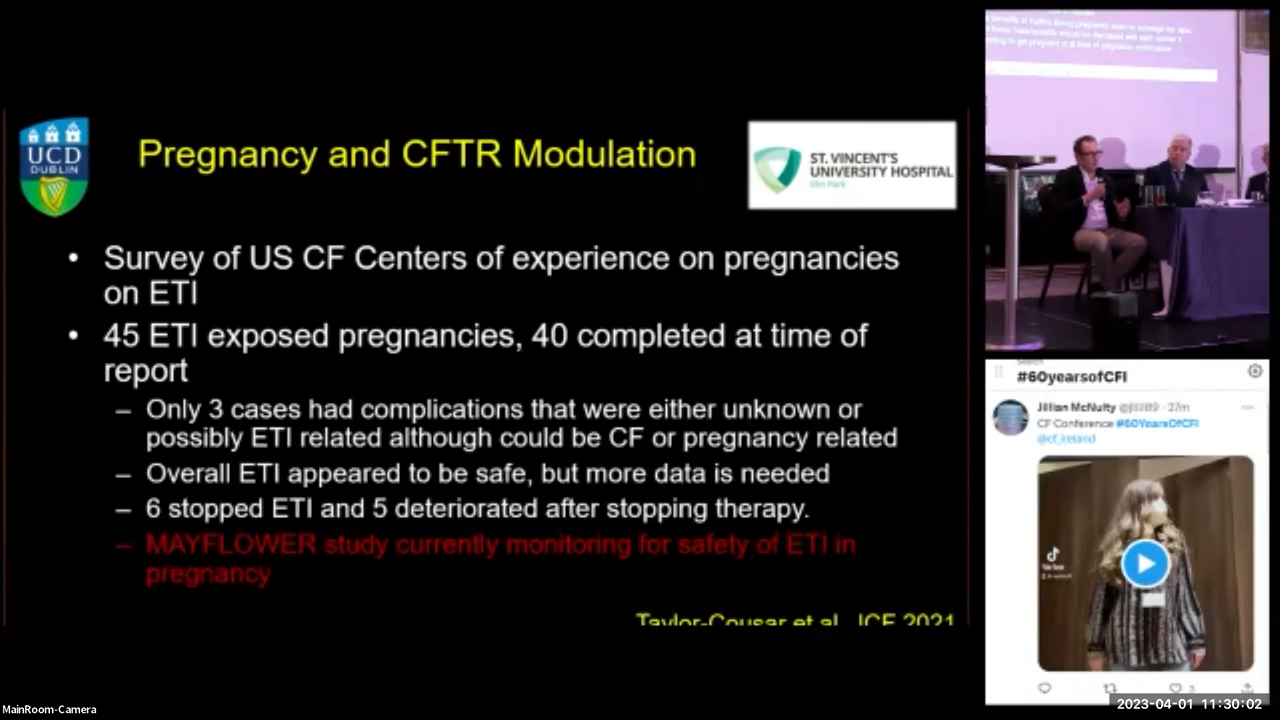 UCD
DUBLIN
Pregnancy and CFTR Modulation
ST. VINCENT'S
UNIVERSITY HOSPITAL
Elm Park
• Survey of US CF Centers of experience on pregnancies
on ETI
• 45 ETI exposed pregnancies, 40 completed at time of
report
– Only 3 cases had complications that were either unknown or
possibly ETI related although could be CF or pregnancy related
– Overall ETI appeared to be safe, but more data is needed
– 6 stopped ETI and 5 deteriorated after stopping therapy.
– MAYFLOWER study currently monitoring for safety of ETI in
pregnancy
Taylor-Cousar et al, JCF 2021
Search
#60yearsofCFI
Jillian McNulty
· 27m
CF Conference #60YearsOfCFI
@cf_ireland
TikTok
3
2023-04-01 11:30:02
MainRoom-Camera